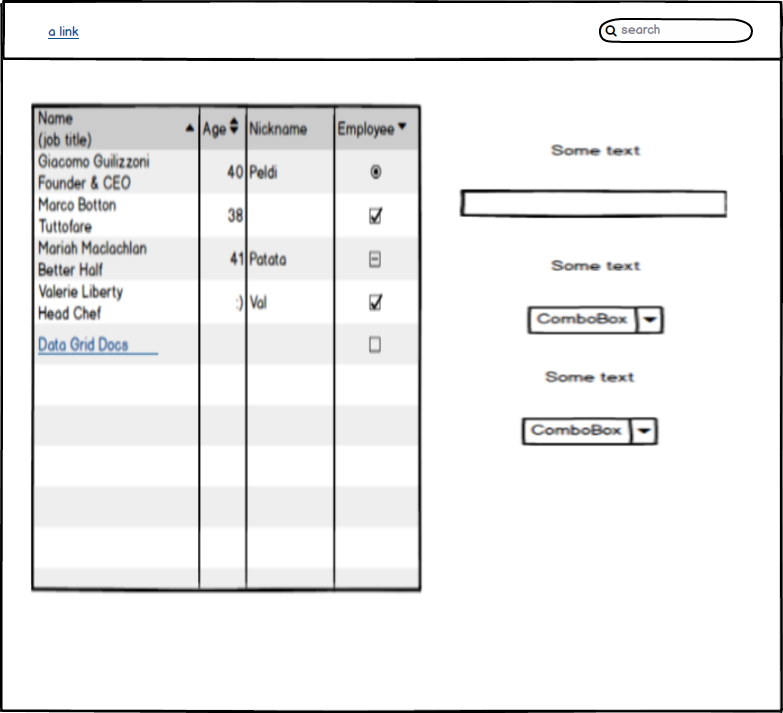 a link
search
Name
(job title)
Age
Nickname
Employee
Giacomo Guilizzoni
Founder & CEO
40
Peldi
Marco Botton
Tuttofare
38
Mariah Maclachlan
Better Half
41
Patata
Valerie Liberty
Head Chef
:)
Val
Data Grid Docs
Some text
Some text
ComboBox
Some text
ComboBox